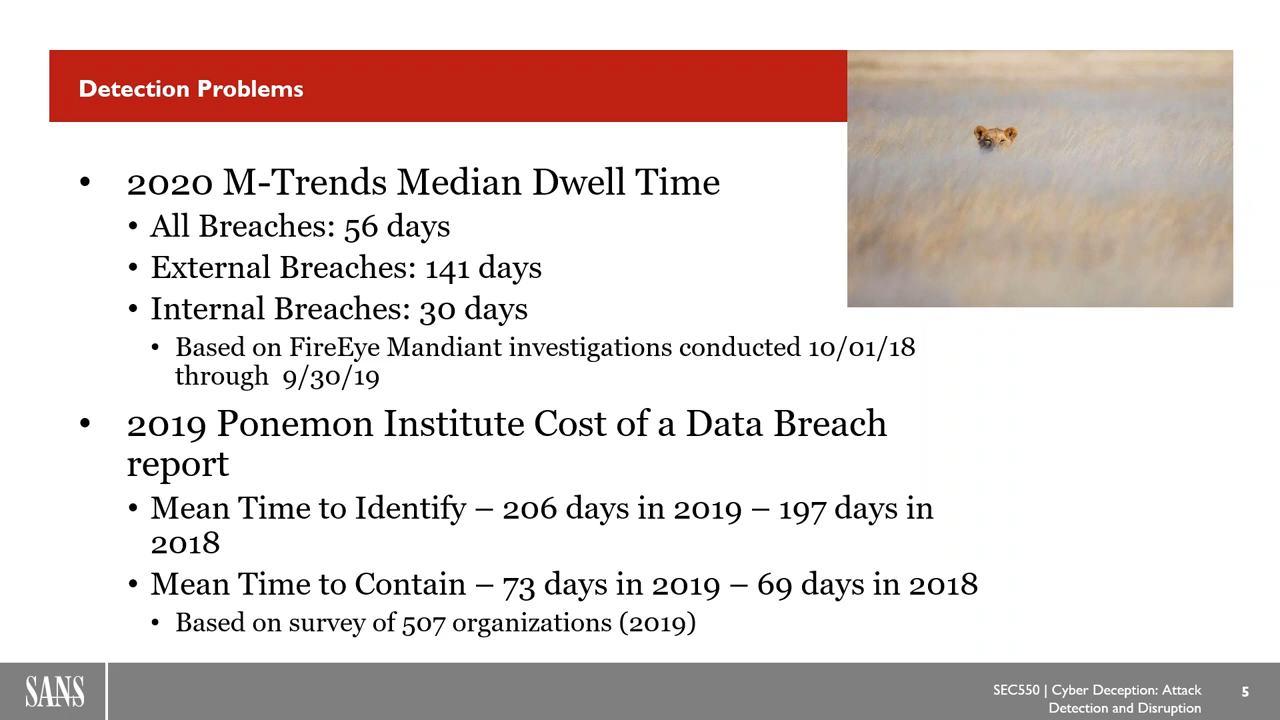 Detection Problems
• 2020 M-Trends Median Dwell Time
• All Breaches: 56 days
• External Breaches: 141 days
• Internal Breaches: 30 days
• Based on FireEye Mandiant investigations conducted 10/01/18
through 9/30/19
• 2019 Ponemon Institute Cost of a Data Breach
report
• Mean Time to Identify – 206 days in 2019 – 197 days in
2018
• Mean Time to Contain – 73 days in 2019 – 69 days in 2018
• Based on survey of 507 organizations (2019)
SANS
SEC550 | Cyber Deception: Attack
Detection and Disruption
5